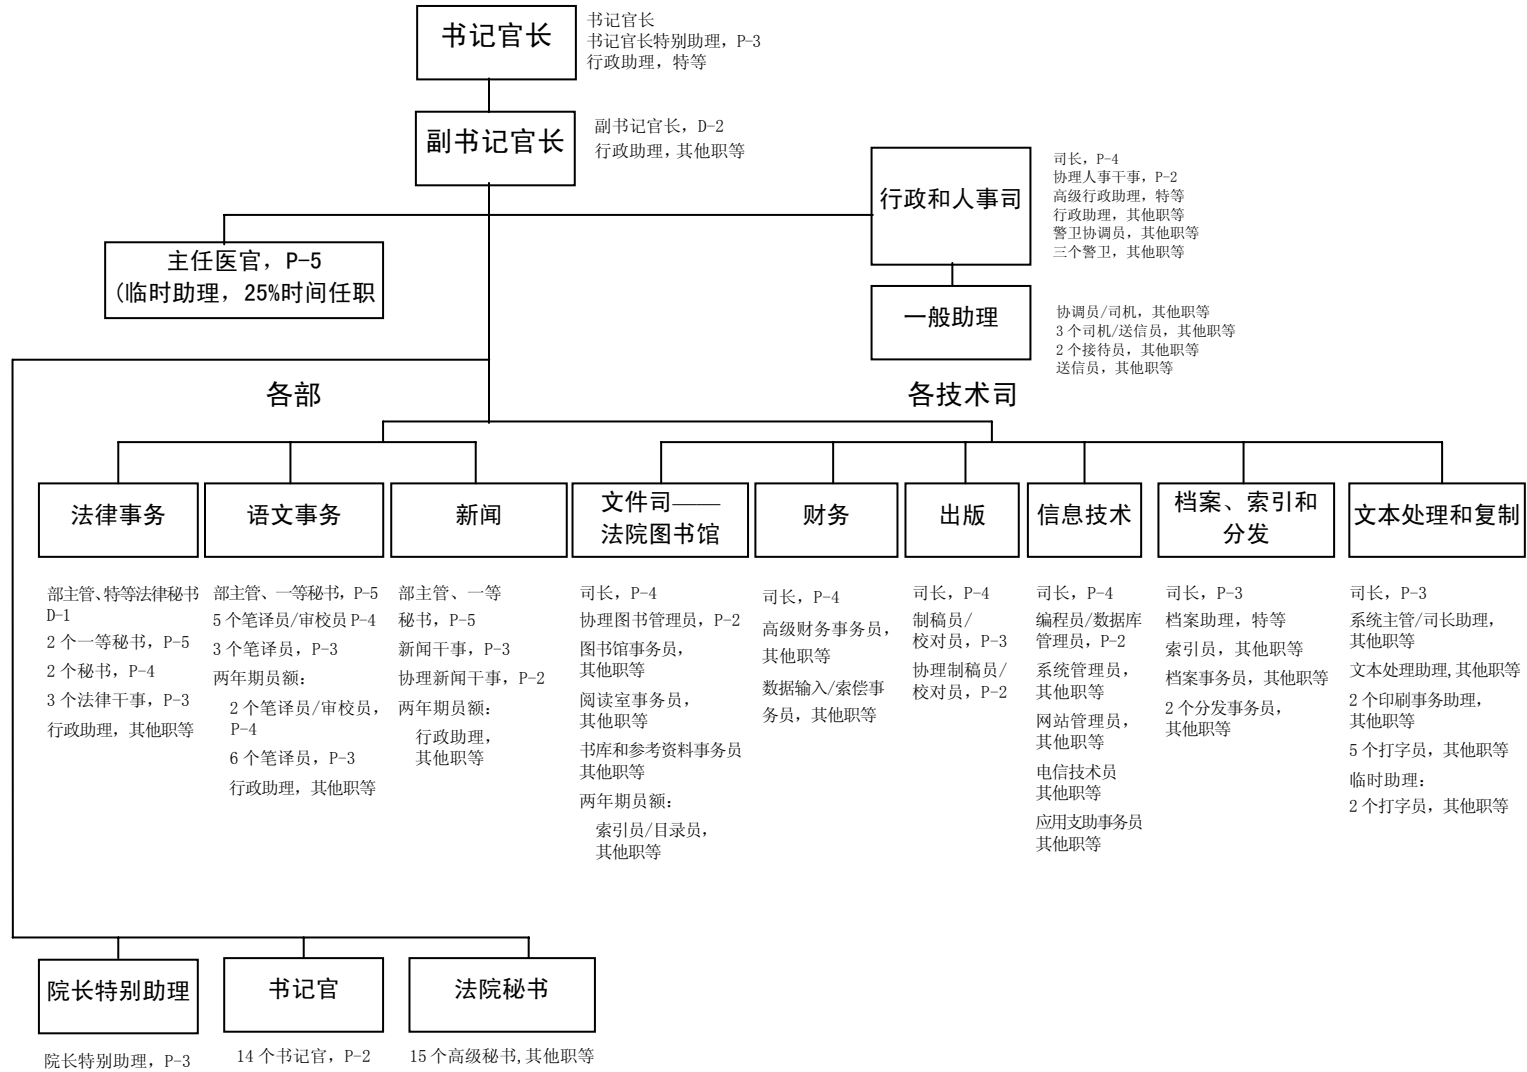 书记官长
书记官长
书记官长特别助理，P-3
行政助理，特等
副书记官长
副书记官长，D-2
行政助理，其他职等
行政和人事司
司长，P-4
协理人事干事，P-2
高级行政助理，特等
行政助理，其他职等
警卫协调员，其他职等
三个警卫，其他职等
主任医官，P-5
(临时助理，25%时间任职
一般助理
协调员/司机，其他职等
3 个司机/送信员，其他职等
2 个接待员，其他职等
送信员，其他职等
各部
各技术司
法律事务
部主管、特等法律秘书
D-1
2 个一等秘书，P-5
2 个秘书，P-4
3 个法律干事，P-3
行政助理，其他职等
语文事务
部主管、一等秘书，P-5
5 个笔译员/审校员 P-4
3 个笔译员，P-3
两年期员额：
2 个笔译员/审校员，
P-4
6 个笔译员，P-3
行政助理，其他职等
新闻
部主管、一等
秘书，P-5
新闻干事，P-3
协理新闻干事，P-2
两年期员额：
行政助理，
其他职等
文件司——
法院图书馆
司长，P-4
协理图书管理员，P-2
图书馆事务员，
其他职等
阅读室事务员，
其他职等
书库和参考资料事务员
其他职等
两年期员额：
索引员/目录员，
其他职等
财务
司长，P-4
高级财务事务员，
其他职等
数据输入/索偿事
务员，其他职等
出版
司长，P-4
制稿员/
校对员，P-3
协理制稿员/
校对员，P-2
信息技术
司长，P-4
编程员/数据库
管理员，P-2
系统管理员，
其他职等
网站管理员，
其他职等
电信技术员
其他职等
应用支助事务员
其他职等
档案、索引和
分发
司长，P-3
档案助理，特等
索引员，其他职等
档案事务员，其他职等
2 个分发事务员，
其他职等
文本处理和复制
司长，P-3
系统主管/司长助理，
其他职等
文本处理助理,其他职等
2 个印刷事务助理，
其他职等
5 个打字员，其他职等
临时助理：
2 个打字员，其他职等
院长特别助理
院长特别助理，P-3
书记官
14 个书记官，P-2
法院秘书
15 个高级秘书,其他职等